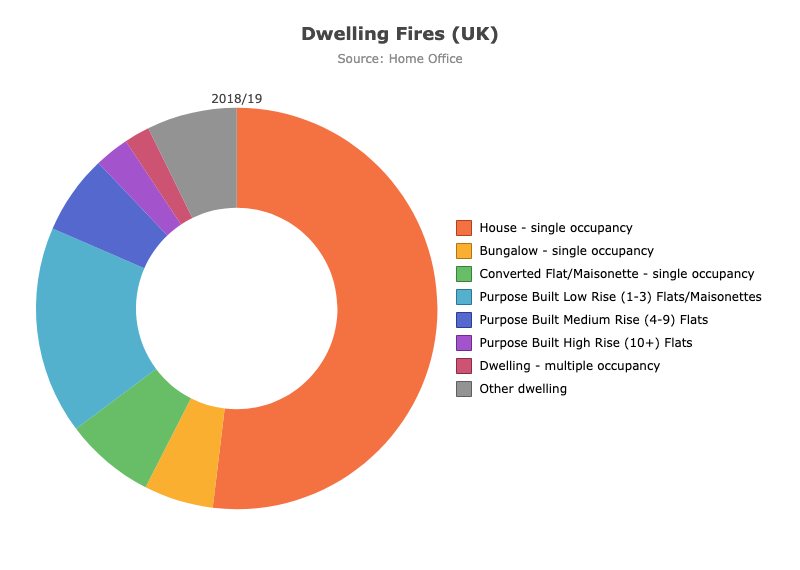 Dwelling Fires (UK)
Source: Home Office
2018/19
House - single occupancy
Bungalow - single occupancy
Converted Flat/Maisonette - single occupancy
Purpose Built Low Rise (1-3) Flats/Maisonettes
Purpose Built Medium Rise (4-9) Flats
Purpose Built High Rise (10+) Flats
Dwelling - multiple occupancy
Other dwelling